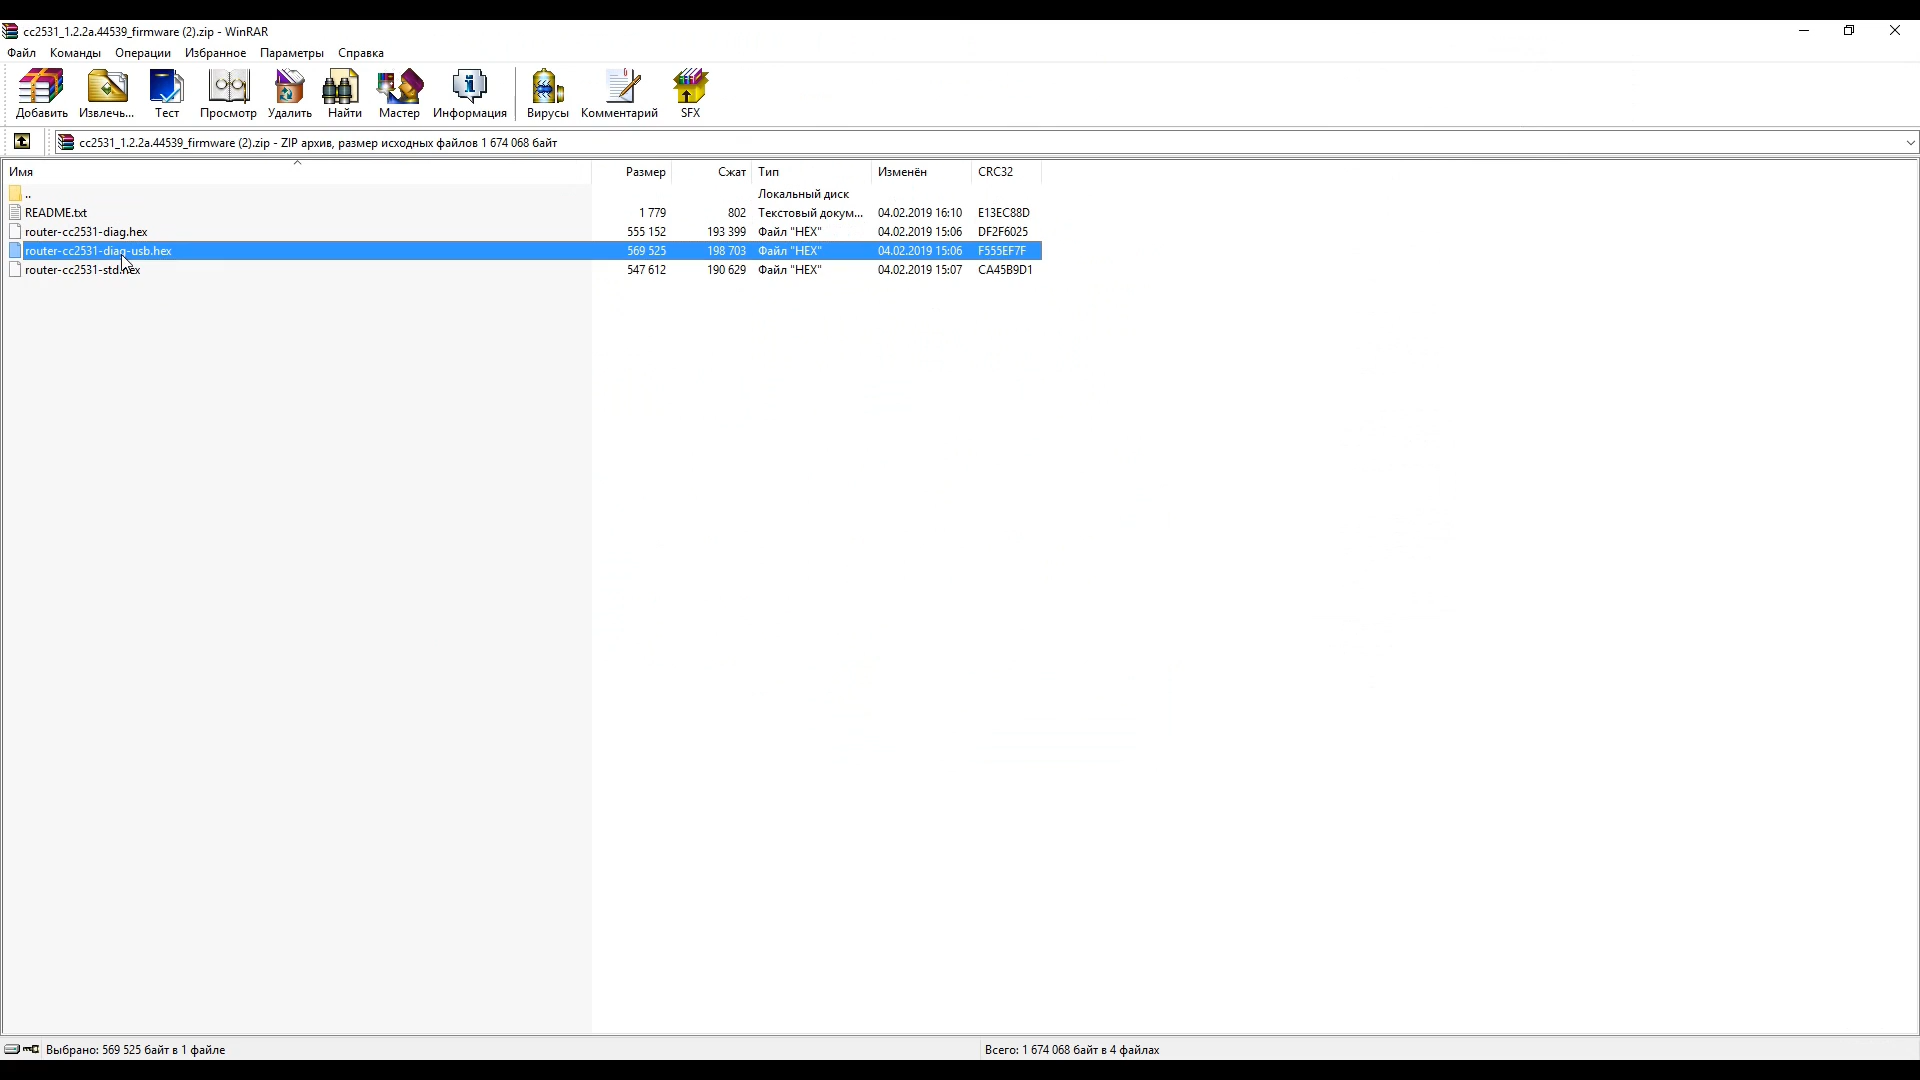 cc2531_1.2.2a.44539_firmware (2).zip - WinRAR
Файл Команды Операции Избранное Параметры Справка
Добавить Извлечь... Тест Просмотр Удалить Найти Мастер Информация Вирусы Комментарий SFX
cc2531_1.2.2a.44539_firmware (2).zip - ZIP архив, размер исходных файлов 1 674 068 байт
Имя Размер Сжат Тип Изменён CRC32
.. Локальный диск
README.txt 1 779 802 Текстовый докум... 04.02.2019 16:10 E13EC88D
router-cc2531-diag.hex 555 152 193 399 Файл "HEX" 04.02.2019 15:06 DF2F6025
router-cc2531-diag-usb.hex 569 525 198 703 Файл "HEX" 04.02.2019 15:06 F555EF7F
router-cc2531-std.hex 547 612 190 629 Файл "HEX" 04.02.2019 15:07 CA45B9D1
Выбрано: 569 525 байт в 1 файле Всего: 1 674 068 байт в 4 файлах